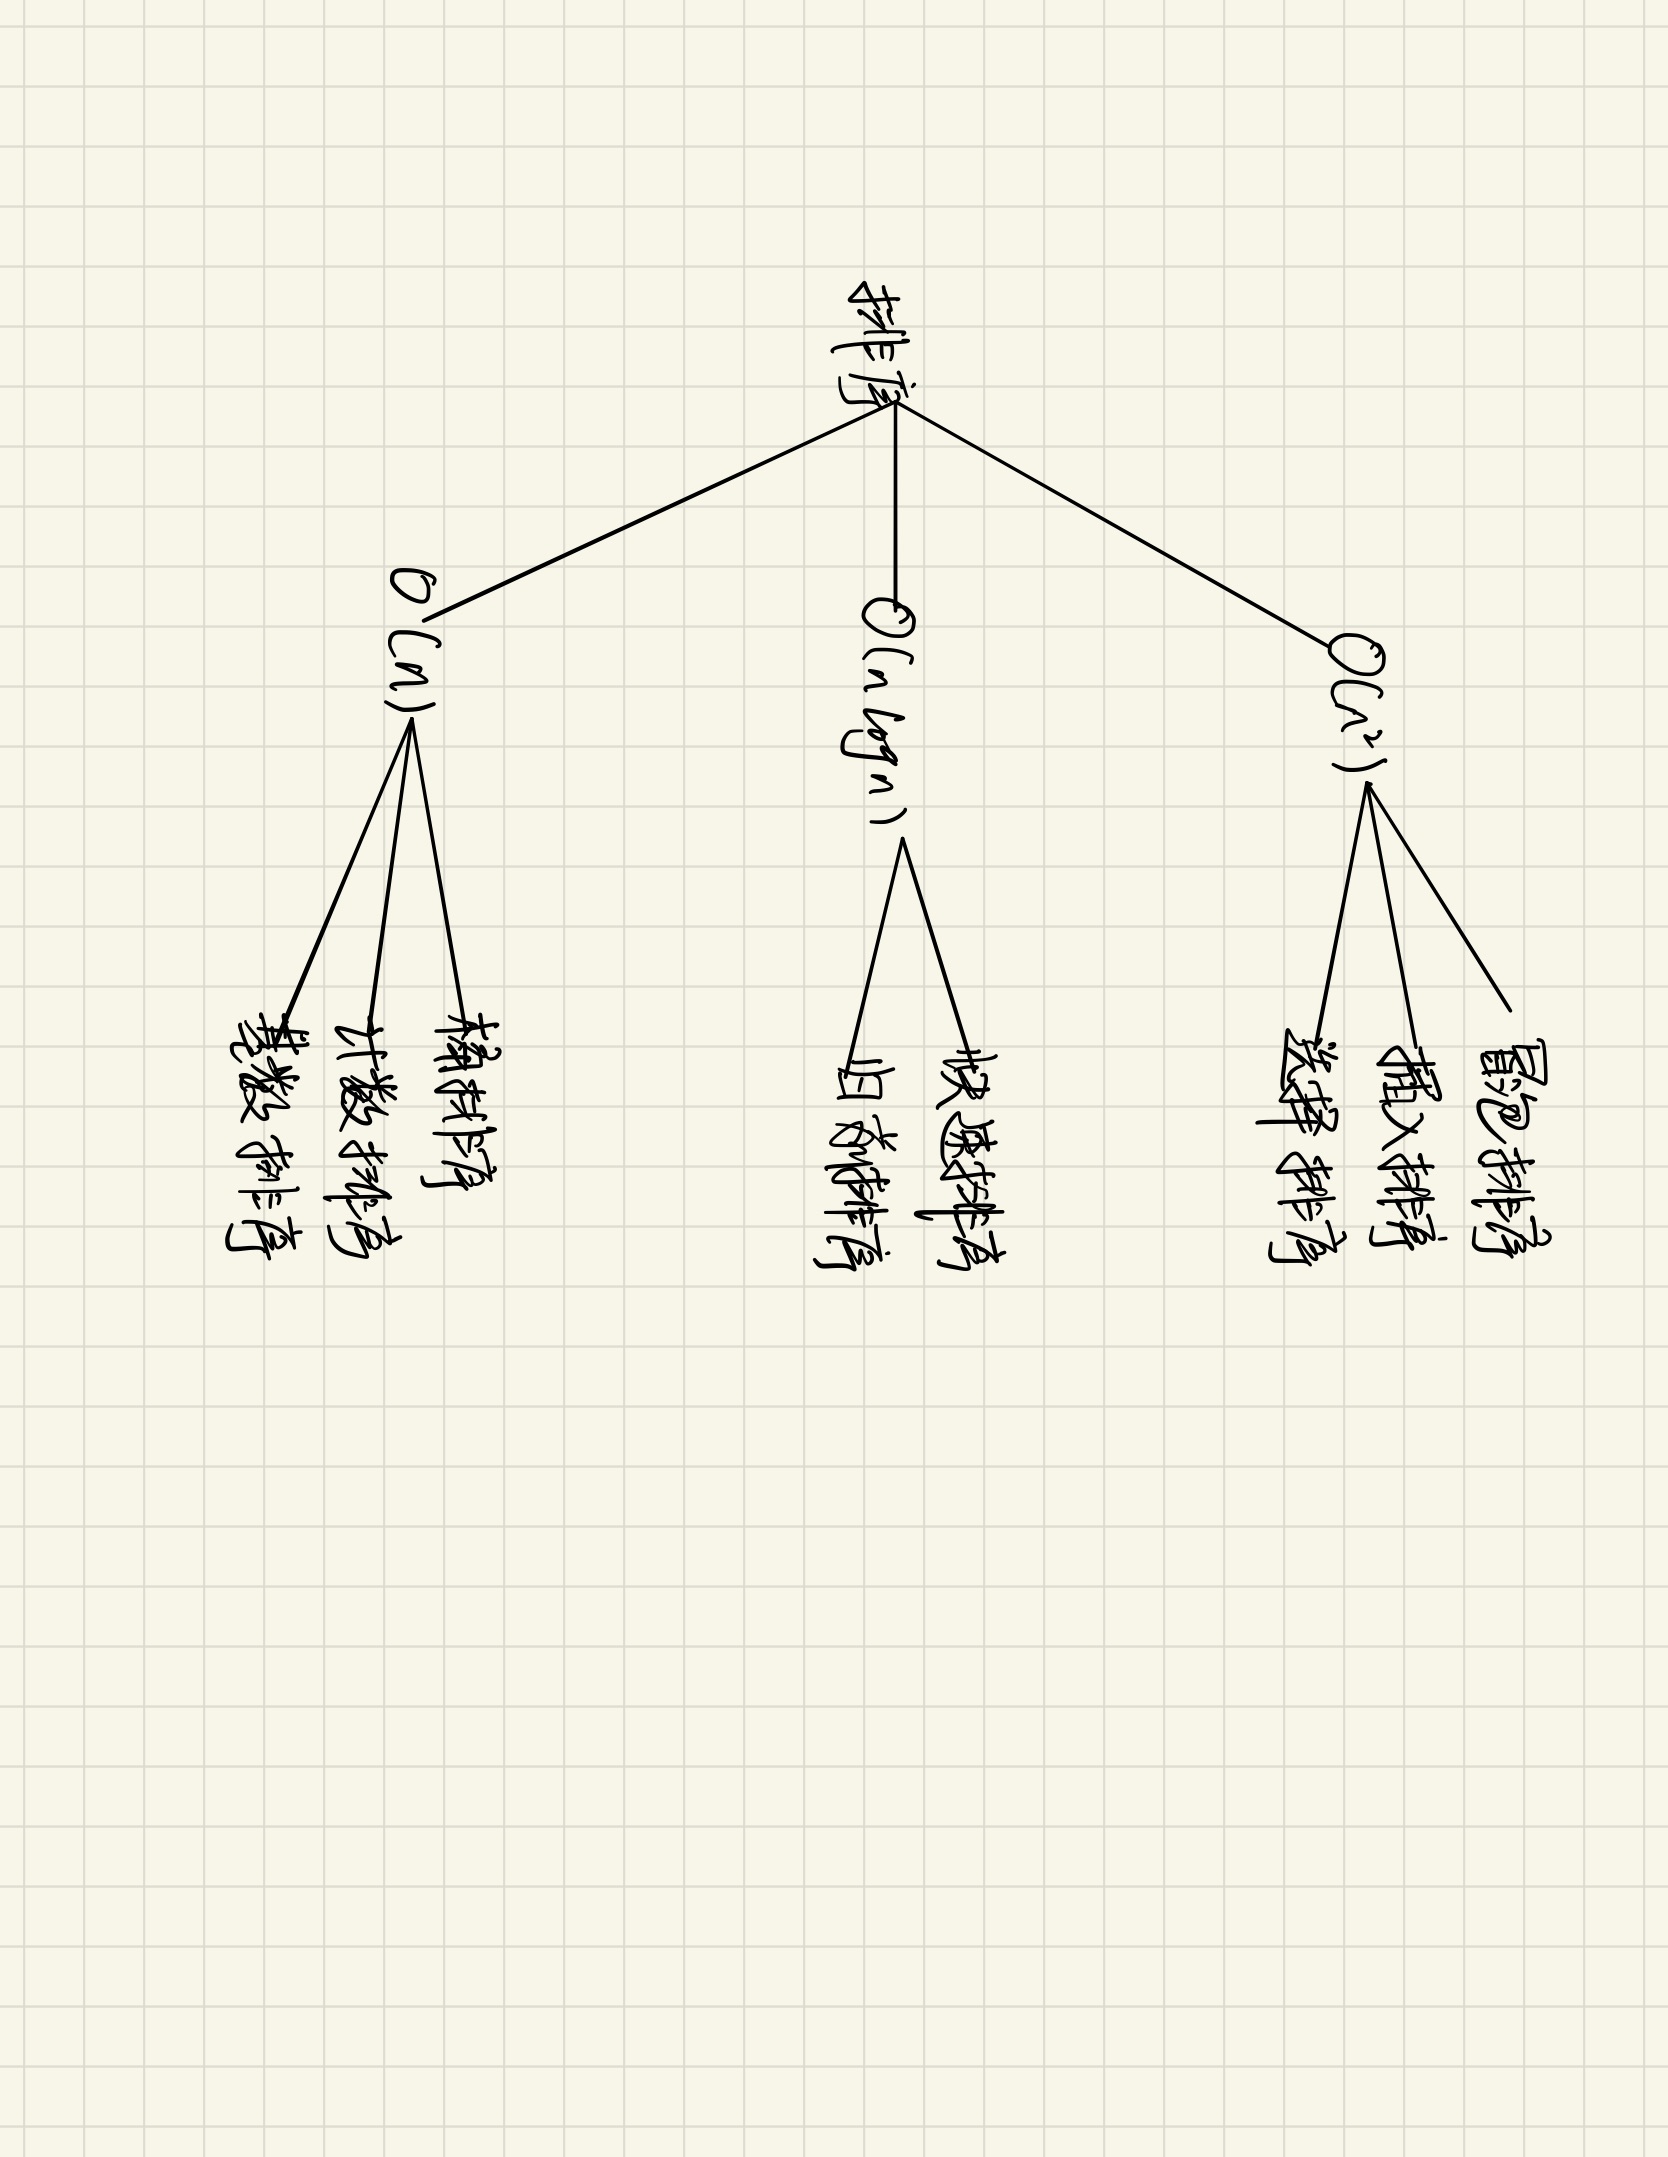 排序
O(n²)
冒泡排序
插入排序
选择排序
O(n log n)
快速排序
归并排序
O(n)
桶排序
计数排序
基数排序